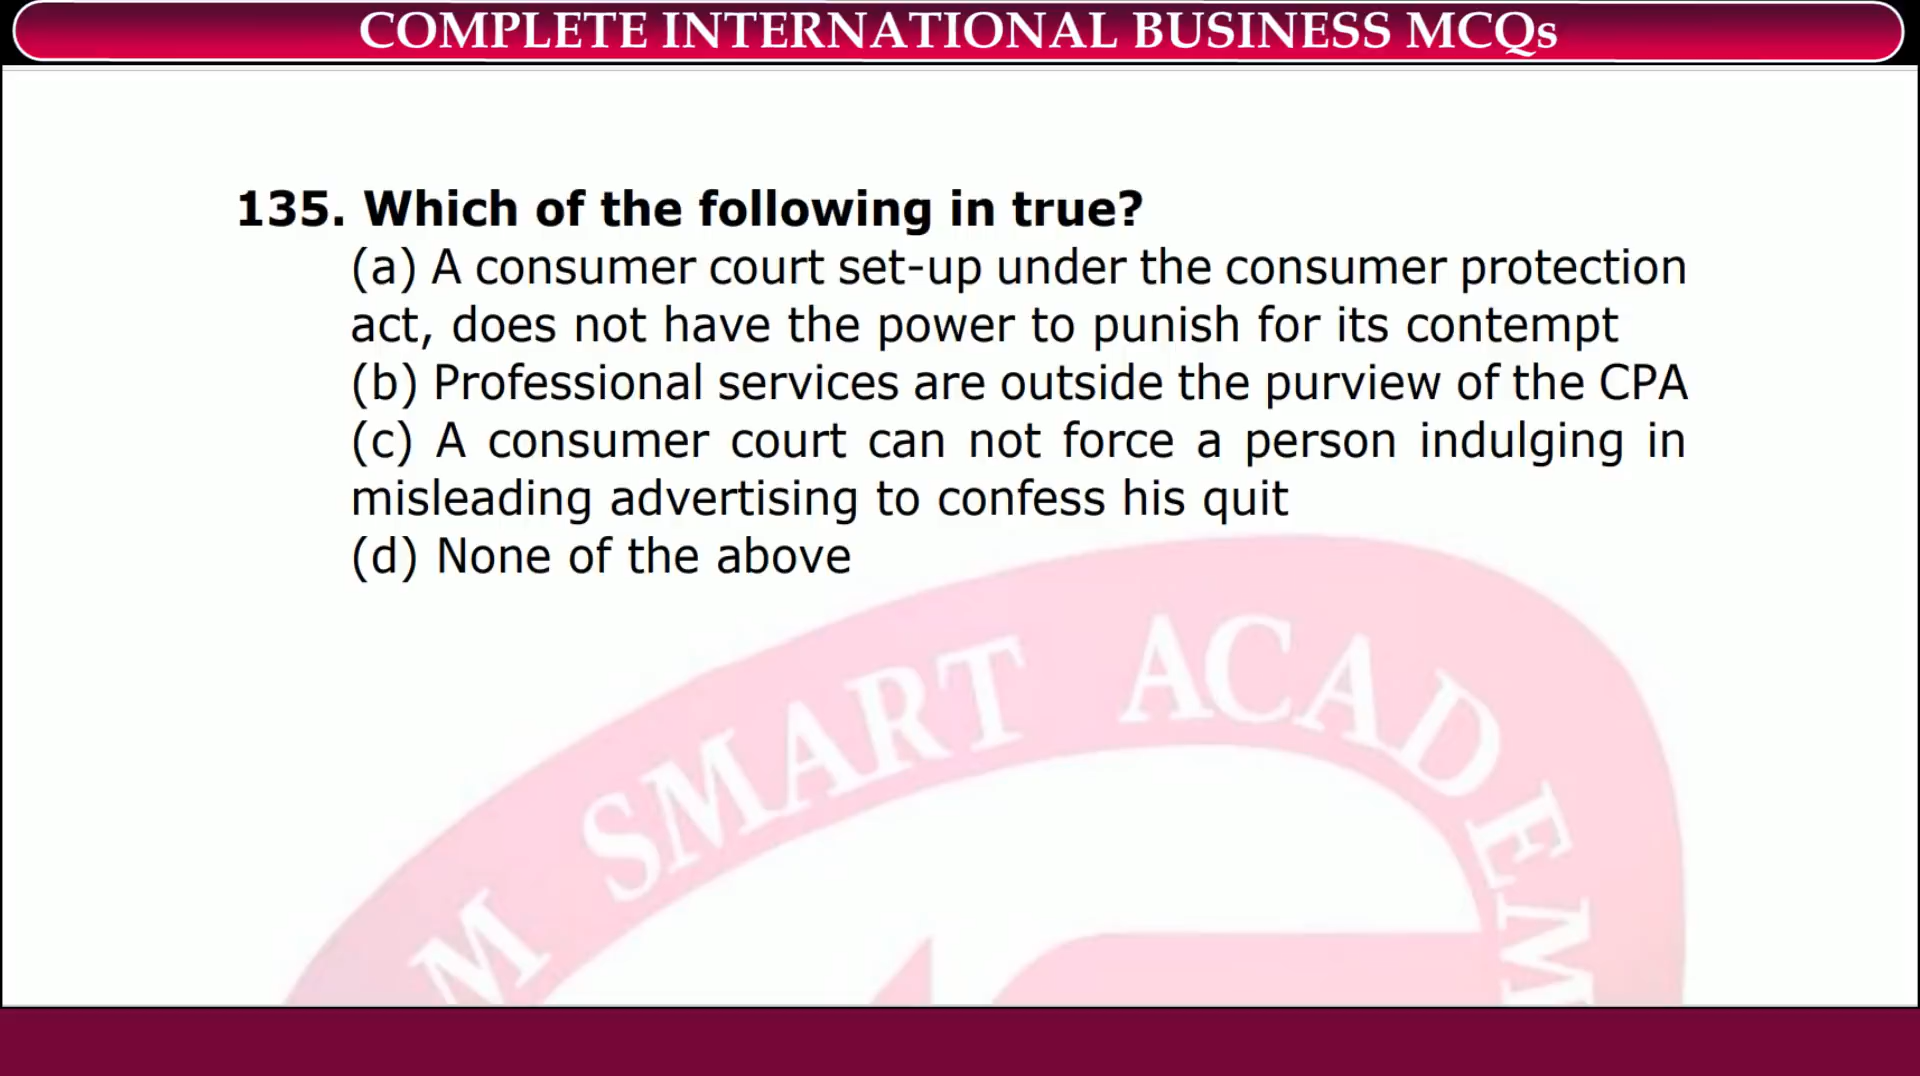 COMPLETE INTERNATIONAL BUSINESS MCQs
135. Which of the following in true?
(a) A consumer court set-up under the consumer protection
act, does not have the power to punish for its contempt
(b) Professional services are outside the purview of the CPA
(c) A consumer court can not force a person indulging in
misleading advertising to confess his quit
(d) None of the above
M SMART ACADEM